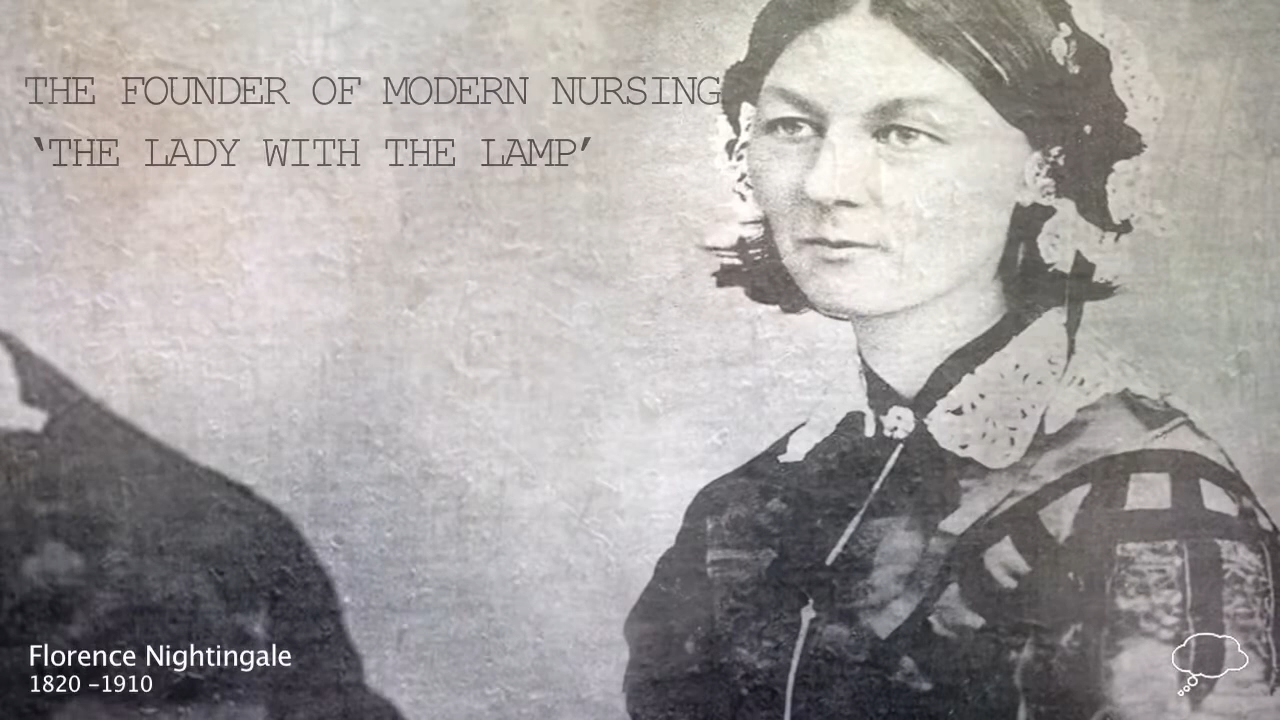 THE FOUNDER OF MODERN NURSING
‘THE LADY WITH THE LAMP’
Florence Nightingale
1820 –1910